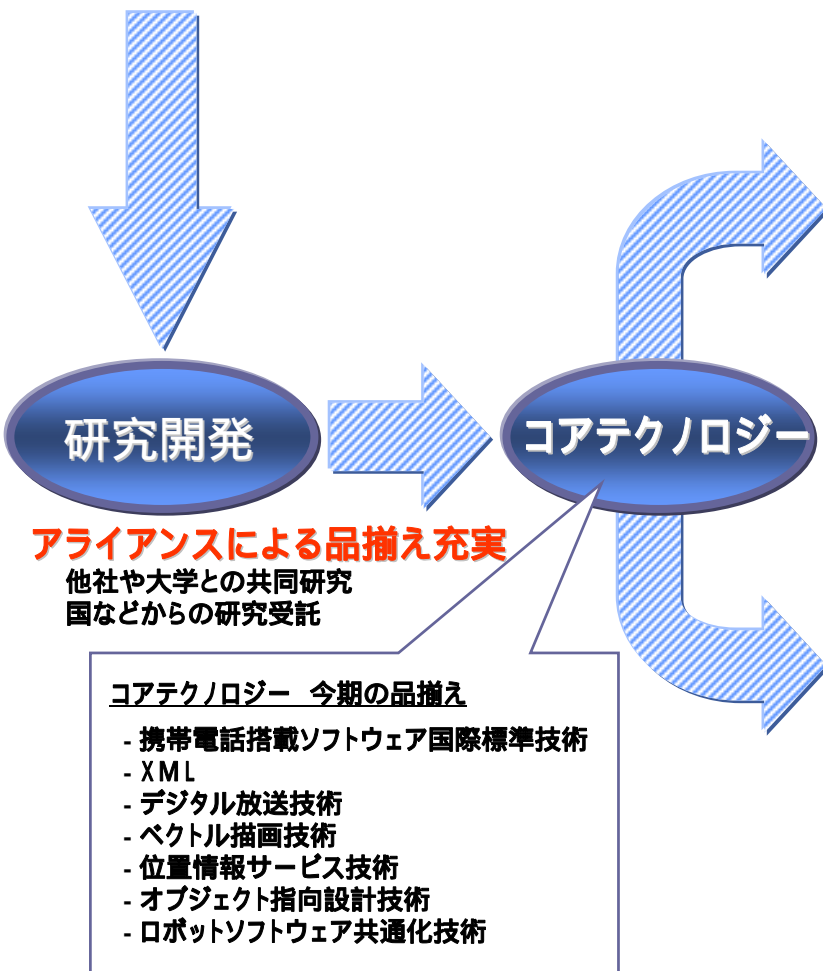 研究開発
コアテクノロジー
アライアンスによる品揃え充実
他社や大学との共同研究
国などからの研究受託
コアテクノロジー　今期の品揃え
- 携帯電話搭載ソフトウェア国際標準技術
- XML
- デジタル放送技術
- ベクトル描画技術
- 位置情報サービス技術
- オブジェクト指向設計技術
- ロボットソフトウェア共通化技術